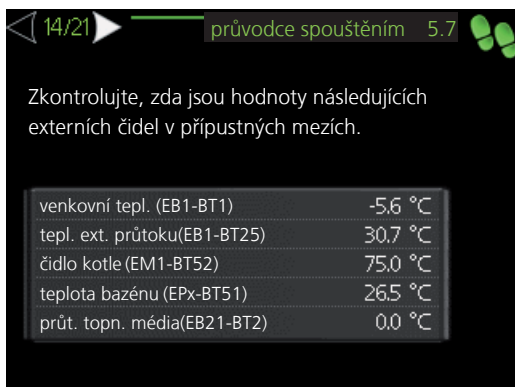 14/21 průvodce spouštěním 5.7
Zkontrolujte, zda jsou hodnoty následujících
externích čidel v přípustných mezích.
venkovní tepl. (EB1-BT1) -5.6 °C
tepl. ext. průtoku(EB1-BT25) 30.7 °C
čidlo kotle (EM1-BT52) 75.0 °C
teplota bazénu (EPx-BT51) 26.5 °C
průt. topn. média(EB21-BT2) 0.0 °C